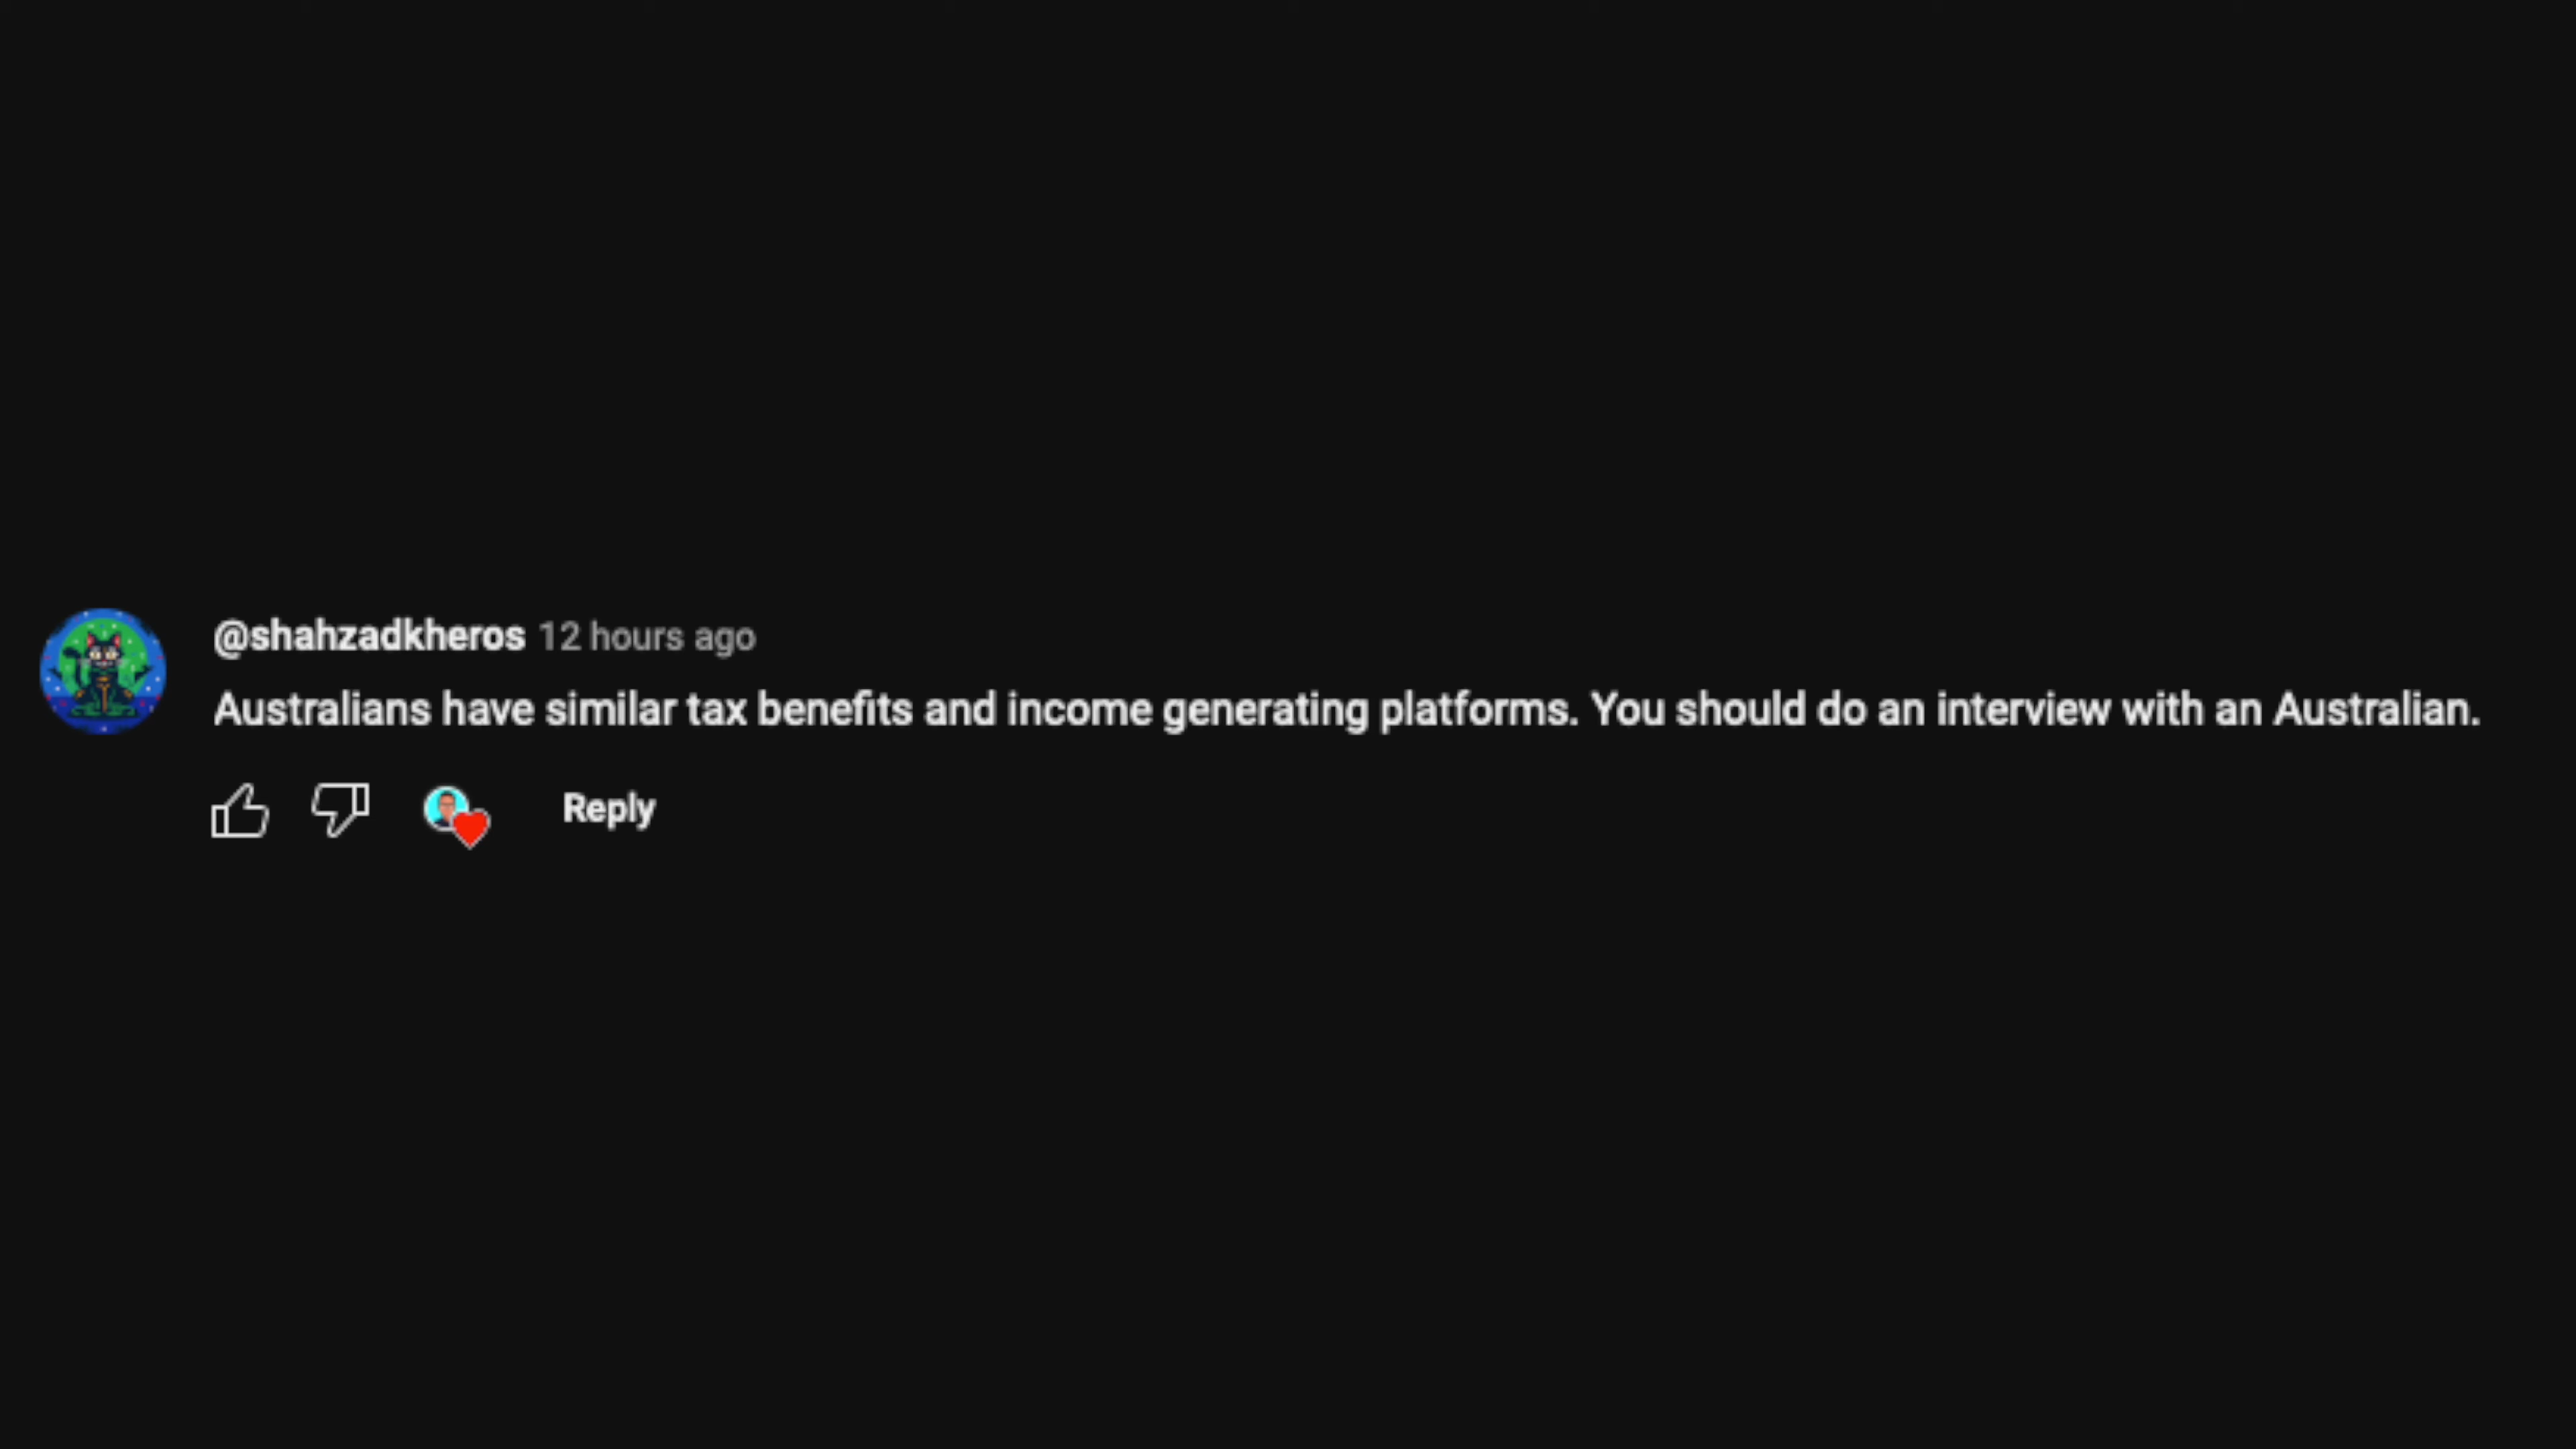 @shahzadkheros 12 hours ago
Australians have similar tax benefits and income generating platforms. You should do an interview with an Australian.
Reply